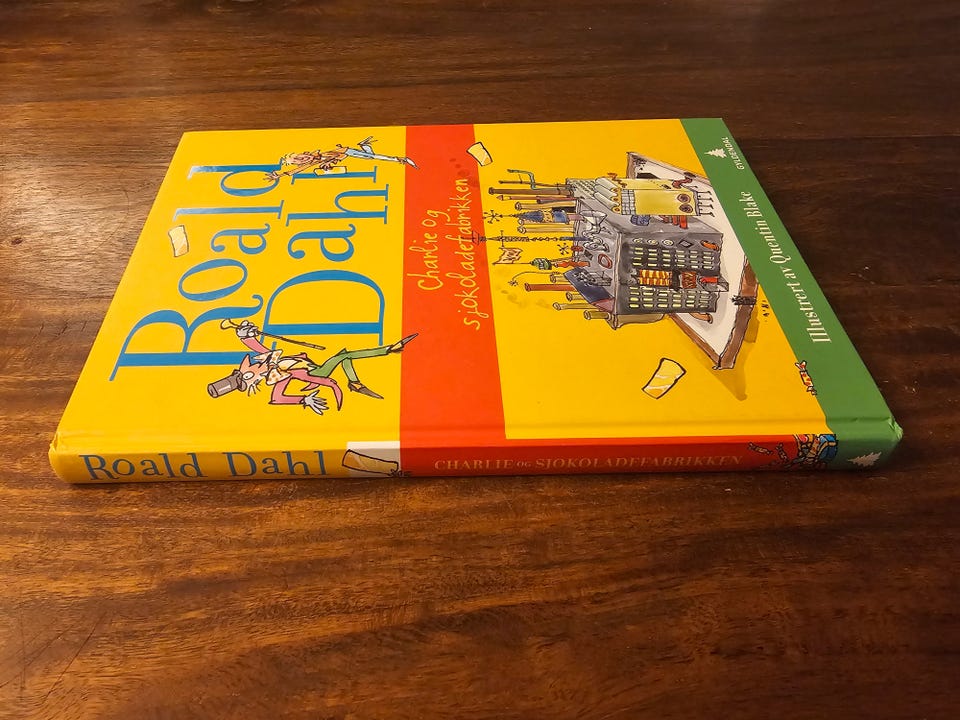 Roald
Dahl
Charlie og
sjokoladefabrikken
Illustrert av Quentin Blake
GYLDENDAL
Roald Dahl
CHARLIE OG SJOKOLADEFABRIKKEN